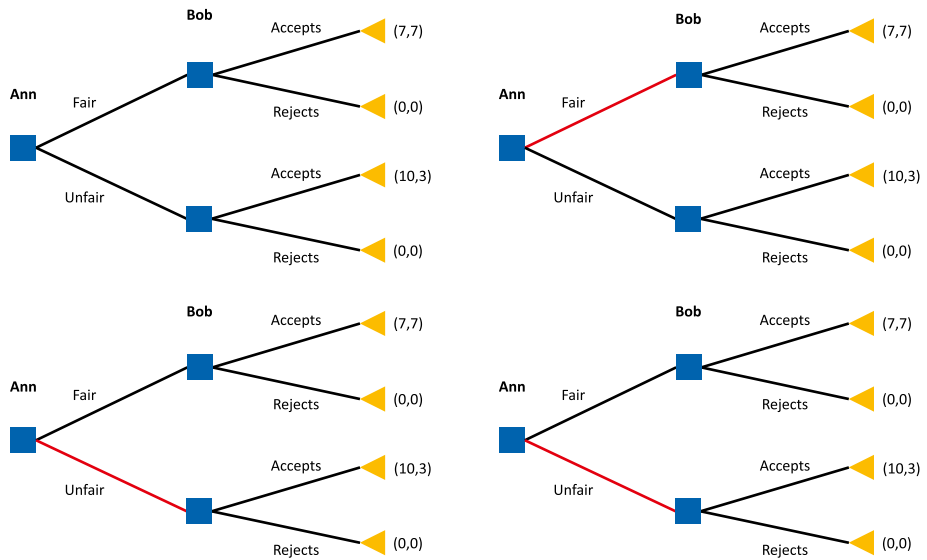 Bob
Accepts
(7,7)
Ann
Fair
Rejects
(0,0)
Unfair
Accepts
(10,3)
Rejects
(0,0)
Bob
Accepts
(7,7)
Ann
Fair
Rejects
(0,0)
Unfair
Accepts
(10,3)
Rejects
(0,0)
Bob
Accepts
(7,7)
Ann
Fair
Rejects
(0,0)
Unfair
Accepts
(10,3)
Rejects
(0,0)
Bob
Accepts
(7,7)
Ann
Fair
Rejects
(0,0)
Unfair
Accepts
(10,3)
Rejects
(0,0)